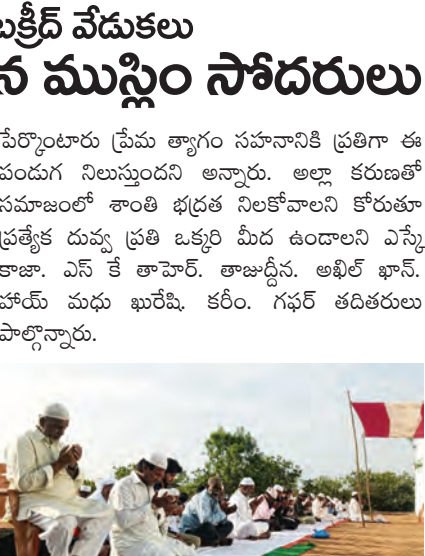 బక్రీద్ వేడుకలు
న ముస్లిం సోదరులు
పేర్కొంటారు ప్రేమ త్యాగం సహనానికి ప్రతిగా ఈ
పండుగ నిలుస్తుందని అన్నారు. అల్లా కరుణతో
సమాజంలో శాంతి భద్రత నిలకోవాలని కోరుతూ
ప్రత్యేక దువ్వ ప్రతి ఒక్కరి మీద ఉండాలని ఎస్కే
కాజా. ఎస్ కే తాహెర్. తాజుద్దీన. అఖిల్ ఖాన్.
హాయ్ మధు ఖురేషి. కరీం. గఫర్ తదితరులు
పాల్గొన్నారు.